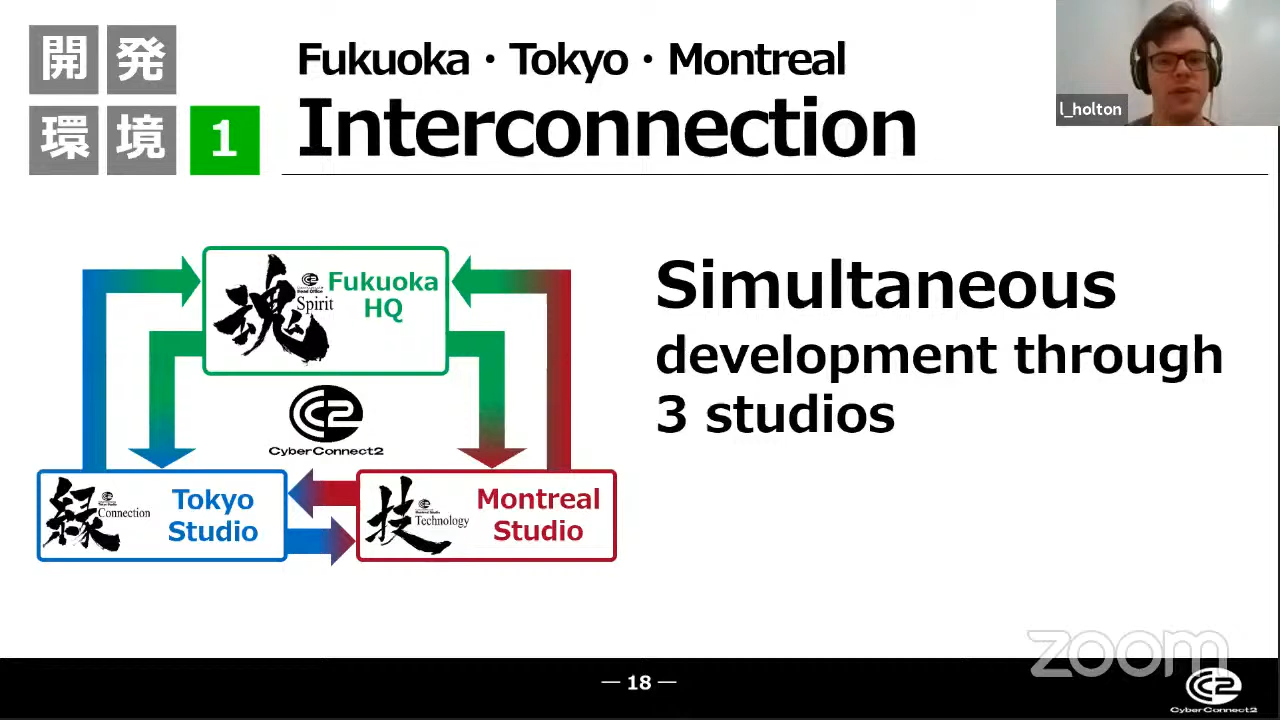 開発
環境 1
Fukuoka・Tokyo・Montreal
Interconnection
l_holton
魂
Spirit
Fukuoka
HQ
CyberConnect2
縁
Connection
Tokyo
Studio
技
Technology
Montreal
Studio
Simultaneous
development through
3 studios
zoom
— 18 —
CyberConnect2